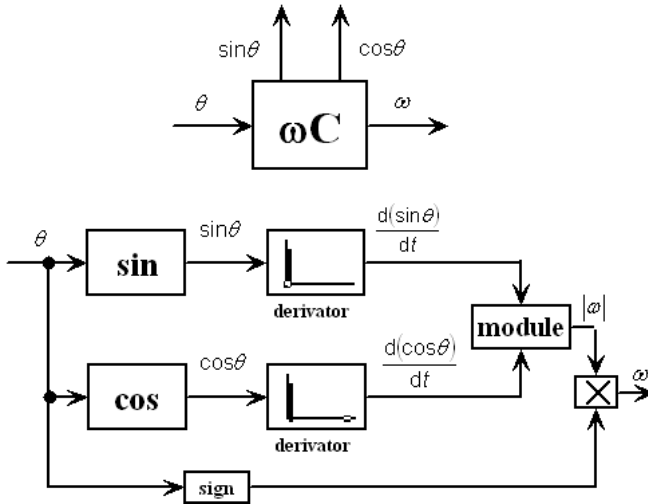 sinθ cosθ
θ ωC ω
θ sin sinθ d(sinθ)/dt
derivator
module |ω|
cosθ d(cosθ)/dt
cos
derivator
ω
sign